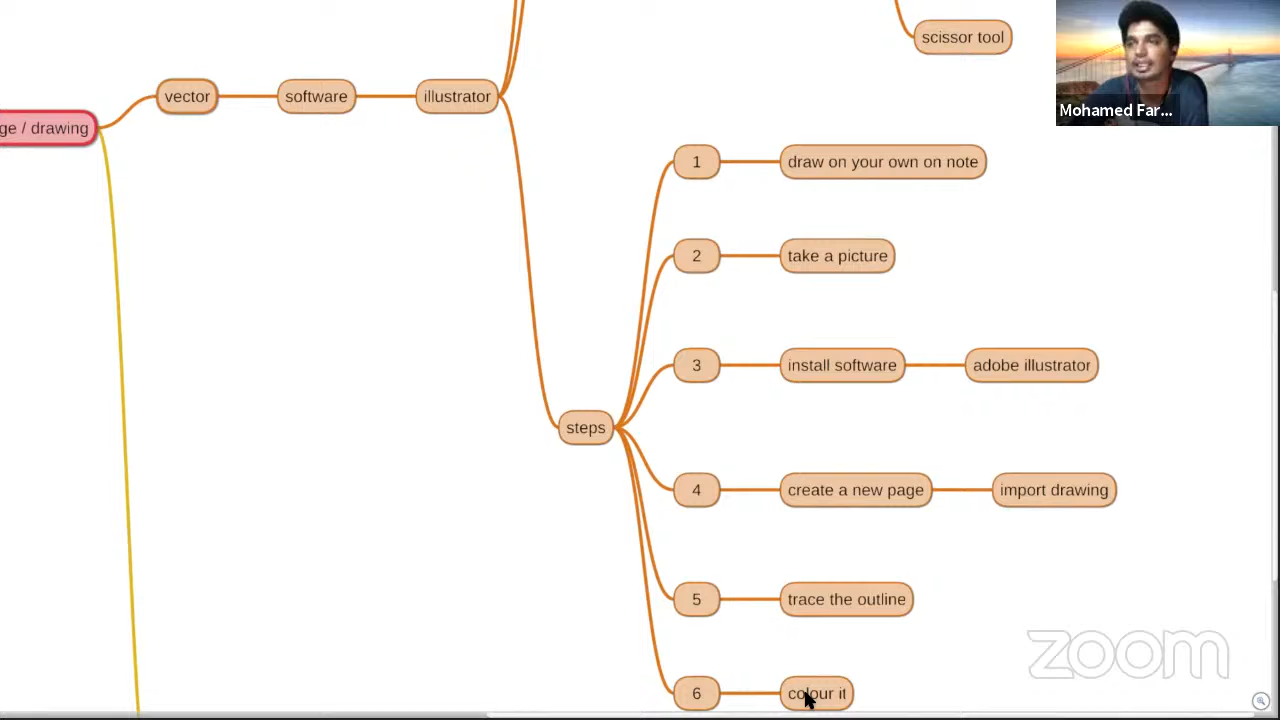 scissor tool
Mohamed Far...
vector
software
illustrator
ge / drawing
1
draw on your own on note
2
take a picture
3
install software
adobe illustrator
steps
4
create a new page
import drawing
5
trace the outline
6
colour it
zoom